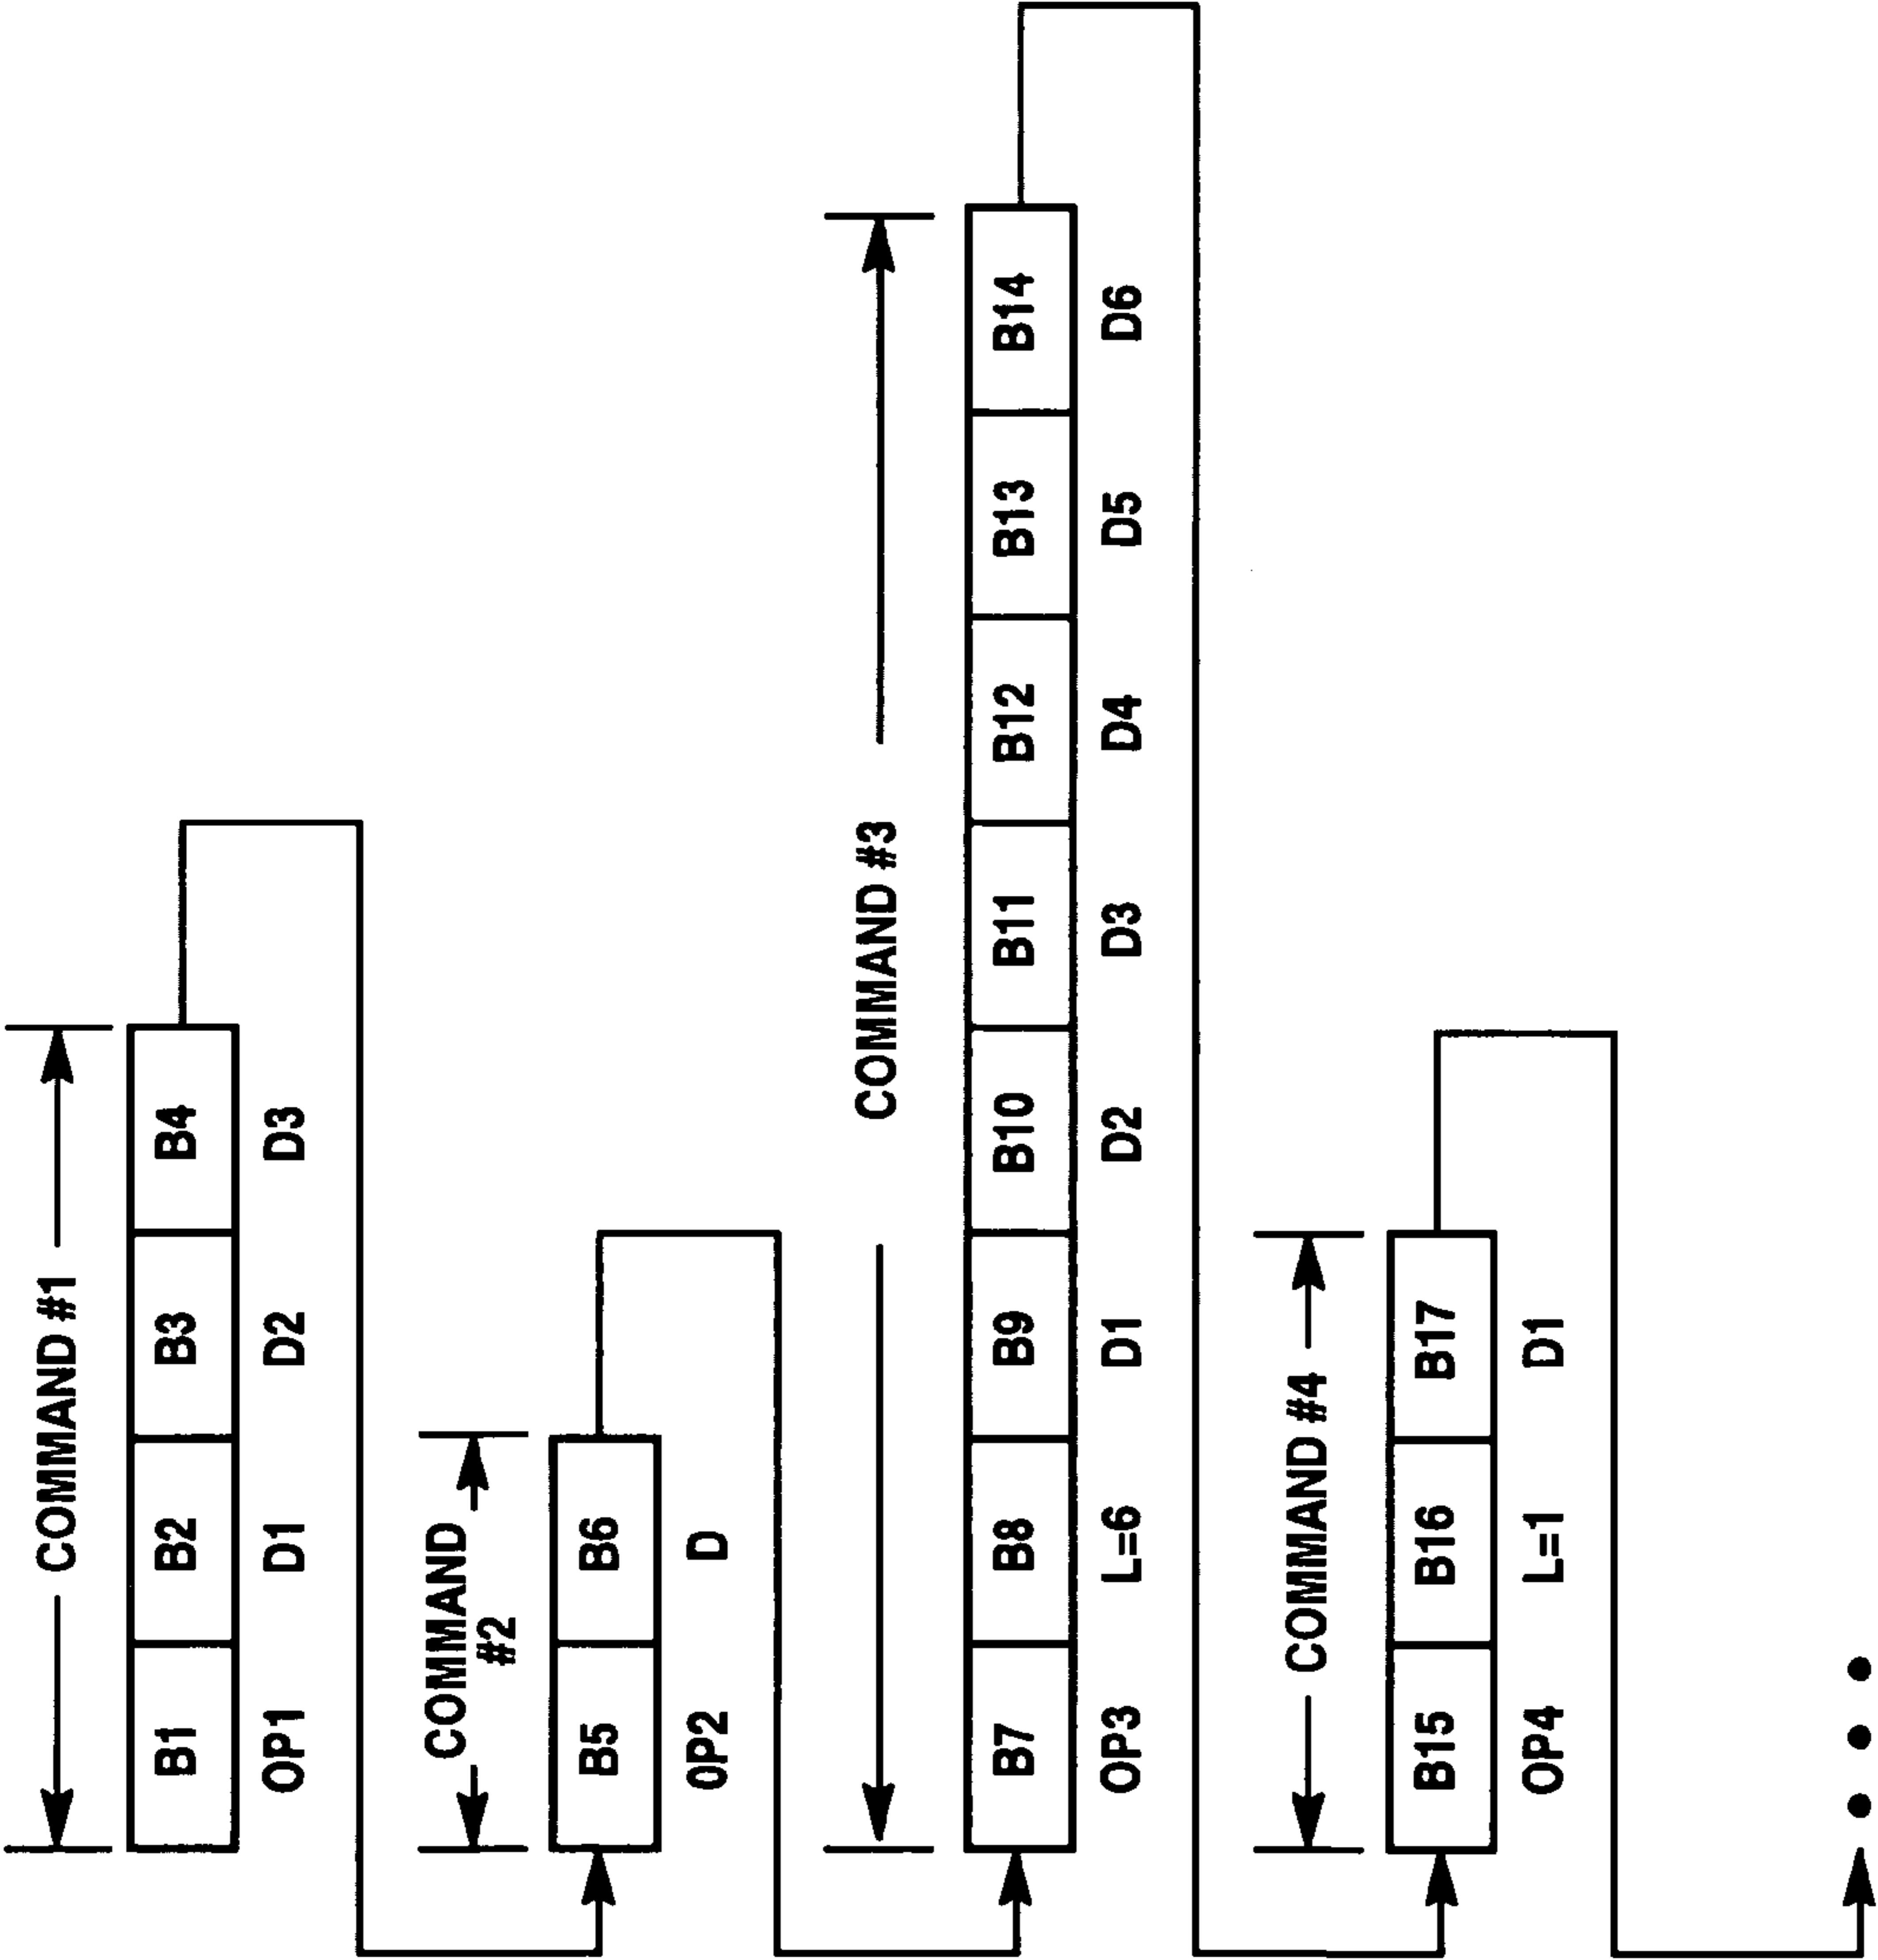 COMMAND #1
B1 B2 B3 B4
OP1 D1 D2 D3
COMMAND
#2
B5 B6
OP2 D
COMMAND #3
B7 B8 B9 B10 B11 B12 B13 B14
OP3 L=6 D1 D2 D3 D4 D5 D6
COMMAND #4
B15 B16 B17
OP4 L=1 D1